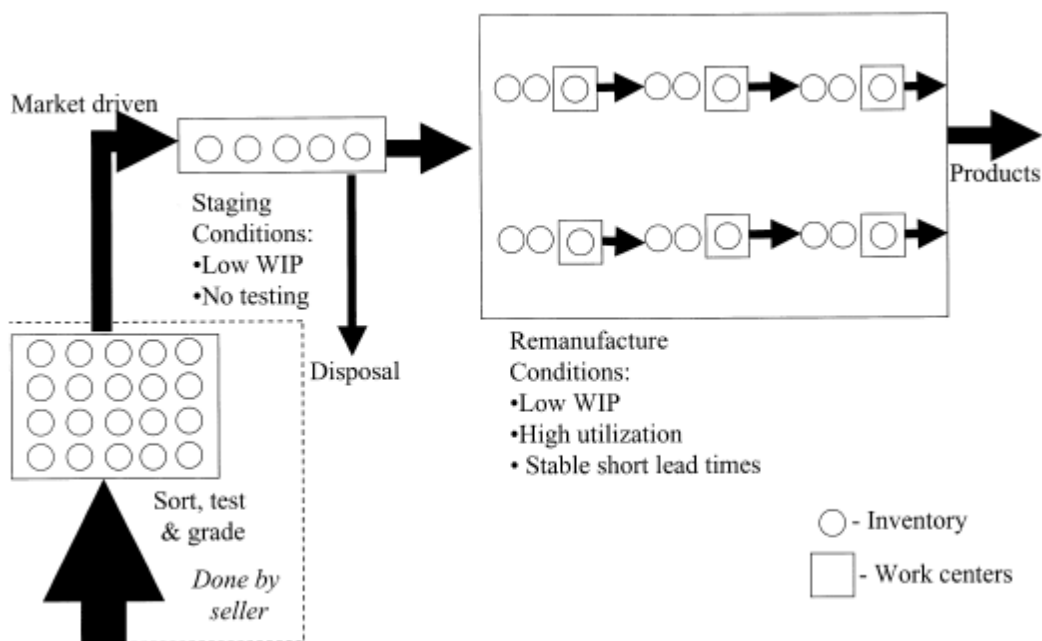 Market driven
Staging
Conditions:
•Low WIP
•No testing
Disposal
Products
Remanufacture
Conditions:
•Low WIP
•High utilization
• Stable short lead times
Sort, test
& grade
Done by
seller
- Inventory
- Work centers